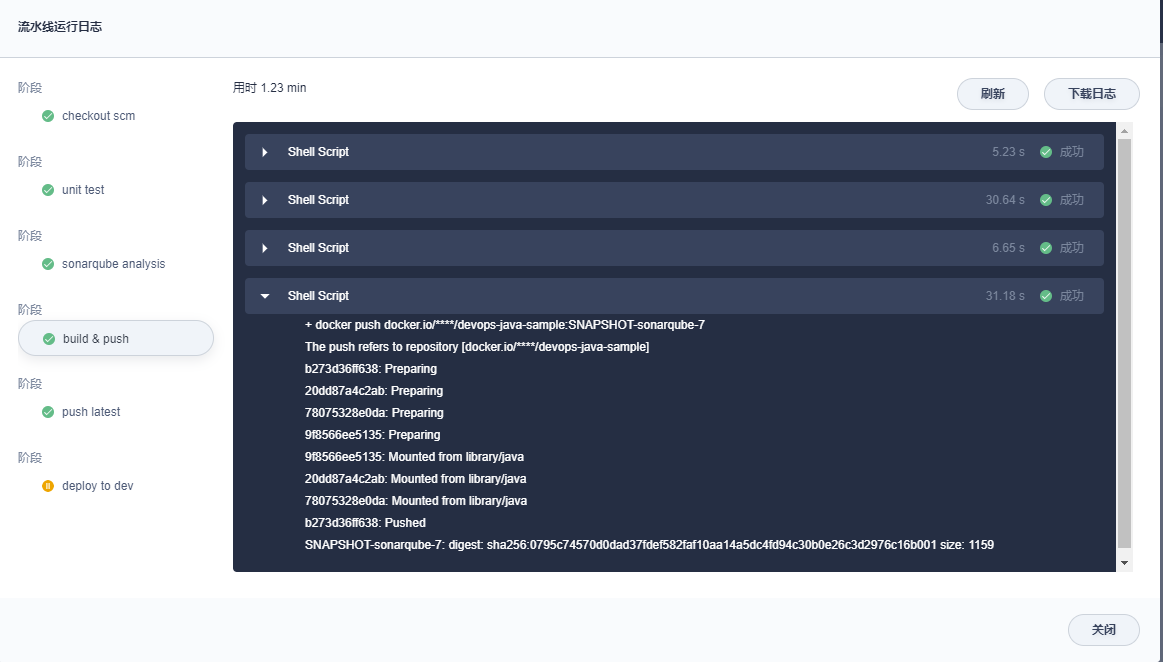 流水线运行日志
阶段
checkout scm
阶段
unit test
阶段
sonarqube analysis
阶段
build & push
阶段
push latest
阶段
deploy to dev
用时 1.23 min
刷新
下载日志
Shell Script 5.23 s 成功
Shell Script 30.64 s 成功
Shell Script 6.65 s 成功
Shell Script 31.18 s 成功
+ docker push docker.io/****/devops-java-sample:SNAPSHOT-sonarqube-7
The push refers to repository [docker.io/****/devops-java-sample]
b273d36ff638: Preparing
20dd87a4c2ab: Preparing
78075328e0da: Preparing
9f8566ee5135: Preparing
9f8566ee5135: Mounted from library/java
20dd87a4c2ab: Mounted from library/java
78075328e0da: Mounted from library/java
b273d36ff638: Pushed
SNAPSHOT-sonarqube-7: digest: sha256:0795c74570d0dad37fdef582faf10aa14a5dc4fd94c30b0e26c3d2976c16b001 size: 1159
关闭